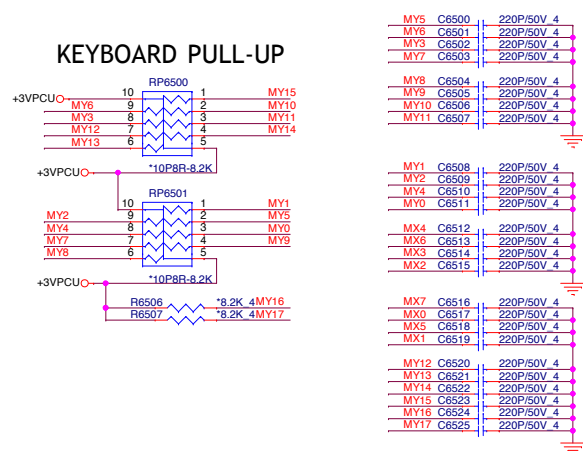 KEYBOARD PULL-UP
RP6500
+3VPCU 10 1 MY15
MY6 9 2 MY10
MY3 8 3 MY11
MY12 7 4 MY14
MY13 6 5
*10P8R-8.2K
+3VPCU
RP6501
10 1 MY1
MY2 9 2 MY5
MY4 8 3 MY0
MY7 7 4 MY9
MY8 6 5
*10P8R-8.2K
+3VPCU
R6506 *8.2K_4 MY16
R6507 *8.2K_4 MY17
MY5 C6500 220P/50V_4
MY6 C6501 220P/50V_4
MY3 C6502 220P/50V_4
MY7 C6503 220P/50V_4
MY8 C6504 220P/50V_4
MY9 C6505 220P/50V_4
MY10 C6506 220P/50V_4
MY11 C6507 220P/50V_4
MY1 C6508 220P/50V_4
MY2 C6509 220P/50V_4
MY4 C6510 220P/50V_4
MY0 C6511 220P/50V_4
MX4 C6512 220P/50V_4
MX6 C6513 220P/50V_4
MX3 C6514 220P/50V_4
MX2 C6515 220P/50V_4
MX7 C6516 220P/50V_4
MX0 C6517 220P/50V_4
MX5 C6518 220P/50V_4
MX1 C6519 220P/50V_4
MY12 C6520 220P/50V_4
MY13 C6521 220P/50V_4
MY14 C6522 220P/50V_4
MY15 C6523 220P/50V_4
MY16 C6524 220P/50V_4
MY17 C6525 220P/50V_4